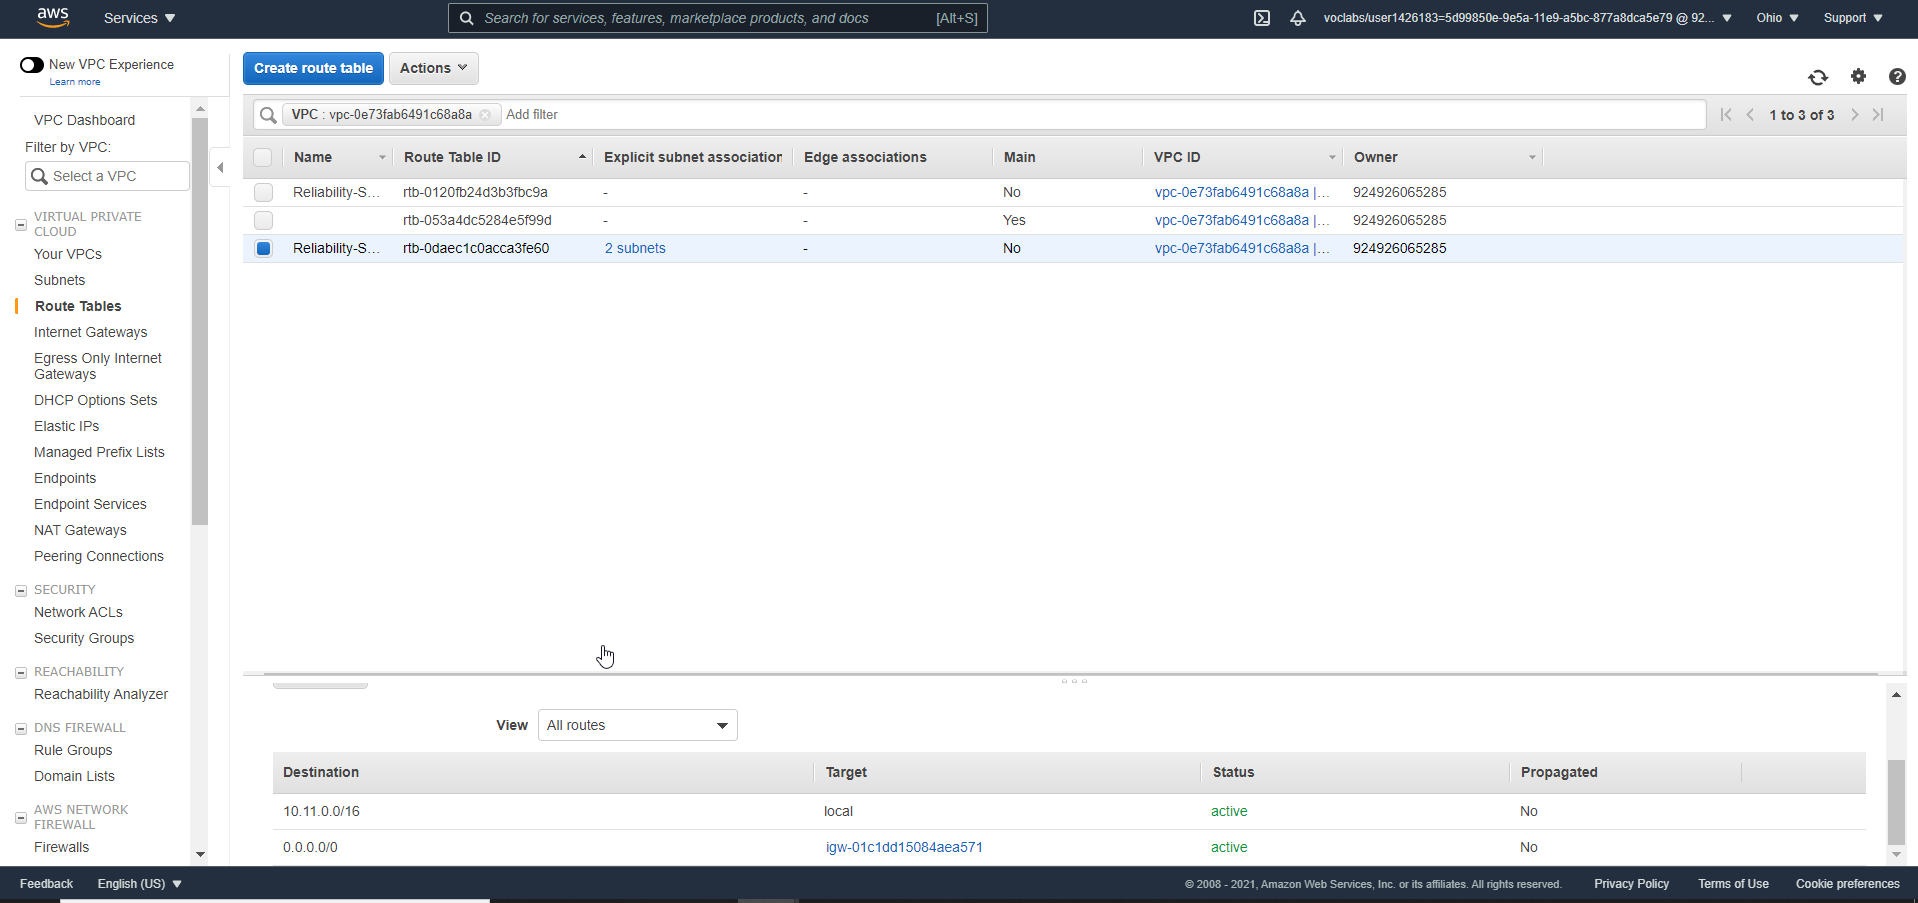 aws
Services
Search for services, features, marketplace products, and docs
[Alt+S]
voclabs/user1426183=5d99850e-9e5a-11e9-a5bc-877a8dca5e79 @ 92...
Ohio
Support
New VPC Experience
Learn more
VPC Dashboard
Filter by VPC:
Select a VPC
VIRTUAL PRIVATE
CLOUD
Your VPCs
Subnets
Route Tables
Internet Gateways
Egress Only Internet
Gateways
DHCP Options Sets
Elastic IPs
Managed Prefix Lists
Endpoints
Endpoint Services
NAT Gateways
Peering Connections
SECURITY
Network ACLs
Security Groups
REACHABILITY
Reachability Analyzer
DNS FIREWALL
Rule Groups
Domain Lists
AWS NETWORK
FIREWALL
Firewalls
Create route table
Actions
VPC : vpc-0e73fab6491c68a8a
Add filter
1 to 3 of 3
Name Route Table ID Explicit subnet association Edge associations Main VPC ID Owner
Reliability-S... rtb-0120fb24d3b3fbc9a - - No vpc-0e73fab6491c68a8a |... 924926065285
rtb-053a4dc5284e5f99d - - Yes vpc-0e73fab6491c68a8a |... 924926065285
Reliability-S... rtb-0daec1c0acca3fe60 2 subnets - No vpc-0e73fab6491c68a8a |... 924926065285
View
All routes
Destination Target Status Propagated
10.11.0.0/16 local active No
0.0.0.0/0 igw-01c1dd15084aea571 active No
Feedback
English (US)
© 2008 - 2021, Amazon Web Services, Inc. or its affiliates. All rights reserved.
Privacy Policy
Terms of Use
Cookie preferences